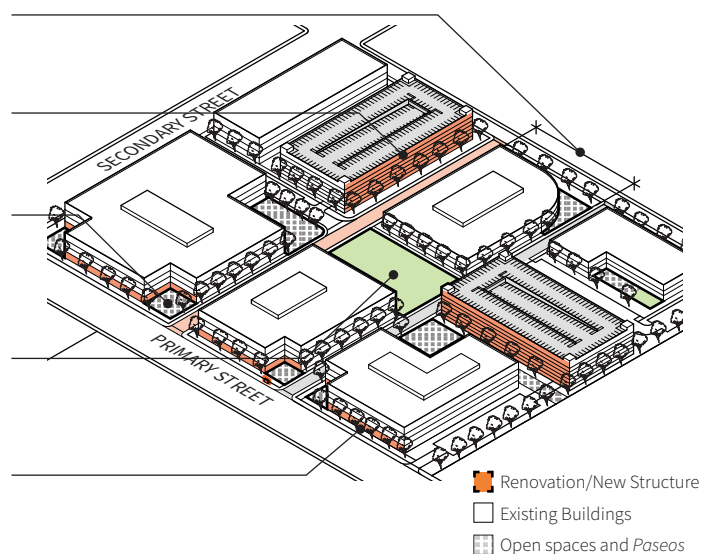 SECONDARY STREET
PRIMARY STREET
Renovation/New Structure
Existing Buildings
Open spaces and Paseos